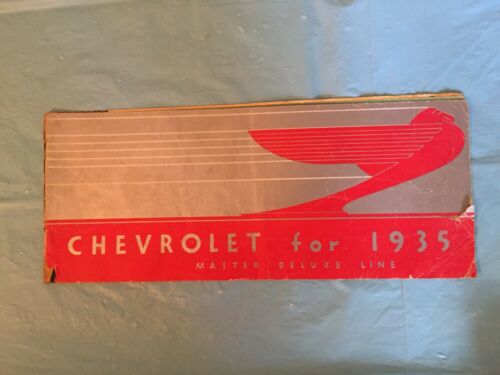 CHEVROLET for 1935
MASTER DELUXE LINE